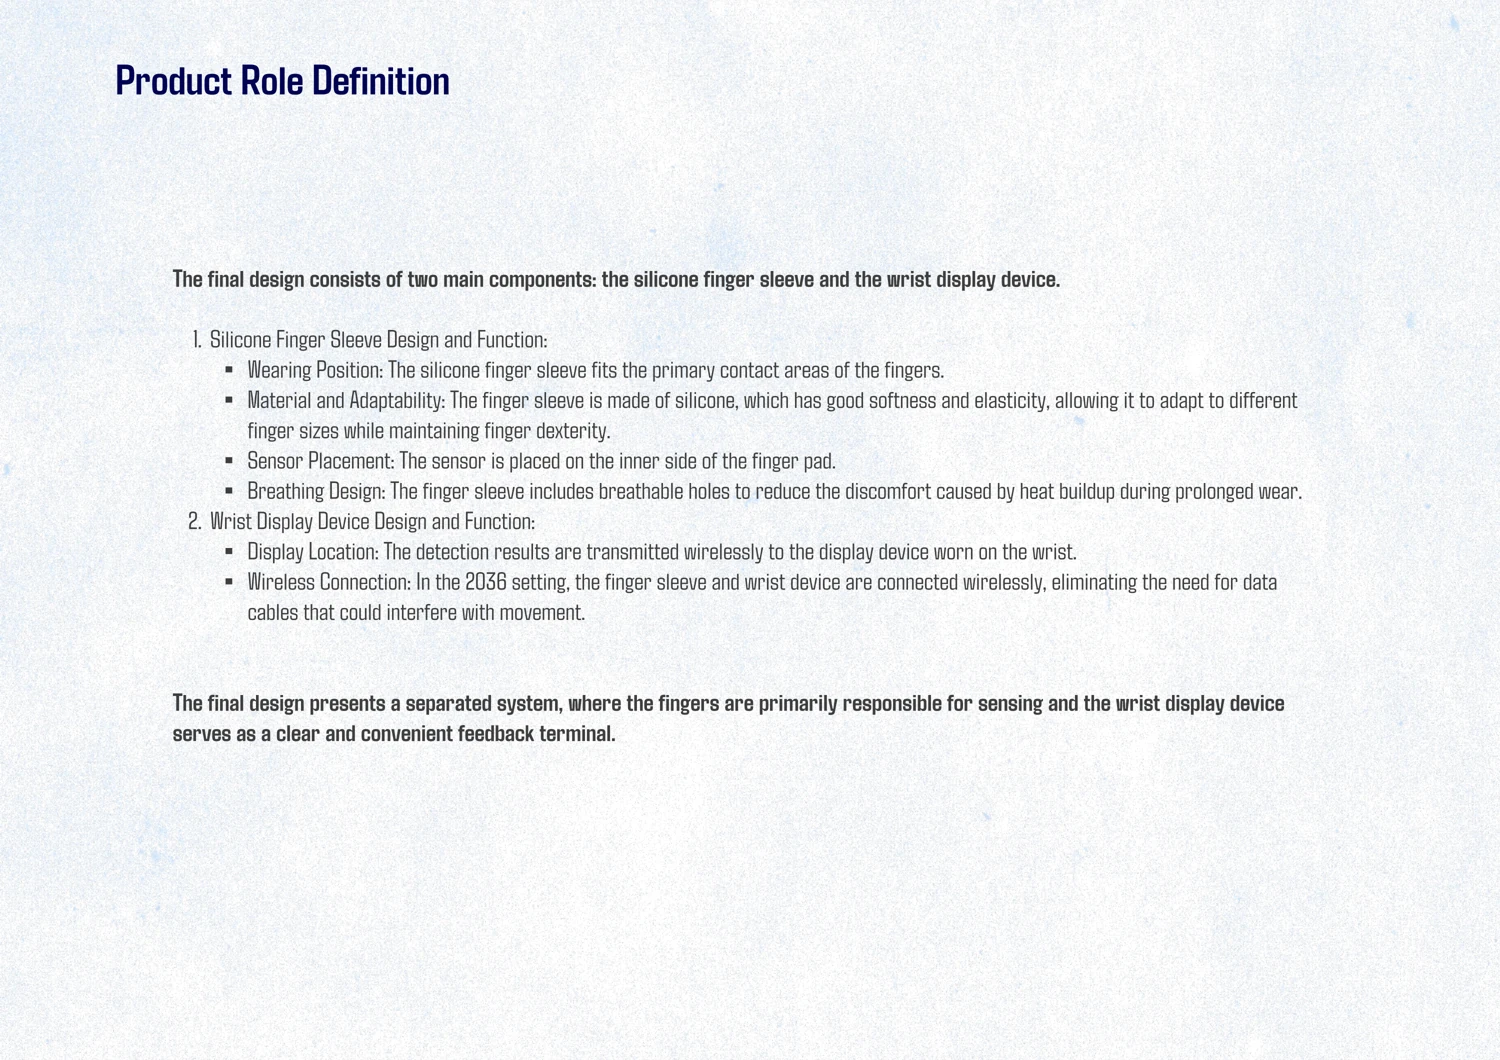 Product Role Definition
The final design consists of two main components: the silicone finger sleeve and the wrist display device.
1. Silicone Finger Sleeve Design and Function:
▪ Wearing Position: The silicone finger sleeve fits the primary contact areas of the fingers.
▪ Material and Adaptability: The finger sleeve is made of silicone, which has good softness and elasticity, allowing it to adapt to different
finger sizes while maintaining finger dexterity.
▪ Sensor Placement: The sensor is placed on the inner side of the finger pad.
▪ Breathing Design: The finger sleeve includes breathable holes to reduce the discomfort caused by heat buildup during prolonged wear.
2. Wrist Display Device Design and Function:
▪ Display Location: The detection results are transmitted wirelessly to the display device worn on the wrist.
▪ Wireless Connection: In the 2036 setting, the finger sleeve and wrist device are connected wirelessly, eliminating the need for data
cables that could interfere with movement.
The final design presents a separated system, where the fingers are primarily responsible for sensing and the wrist display device
serves as a clear and convenient feedback terminal.